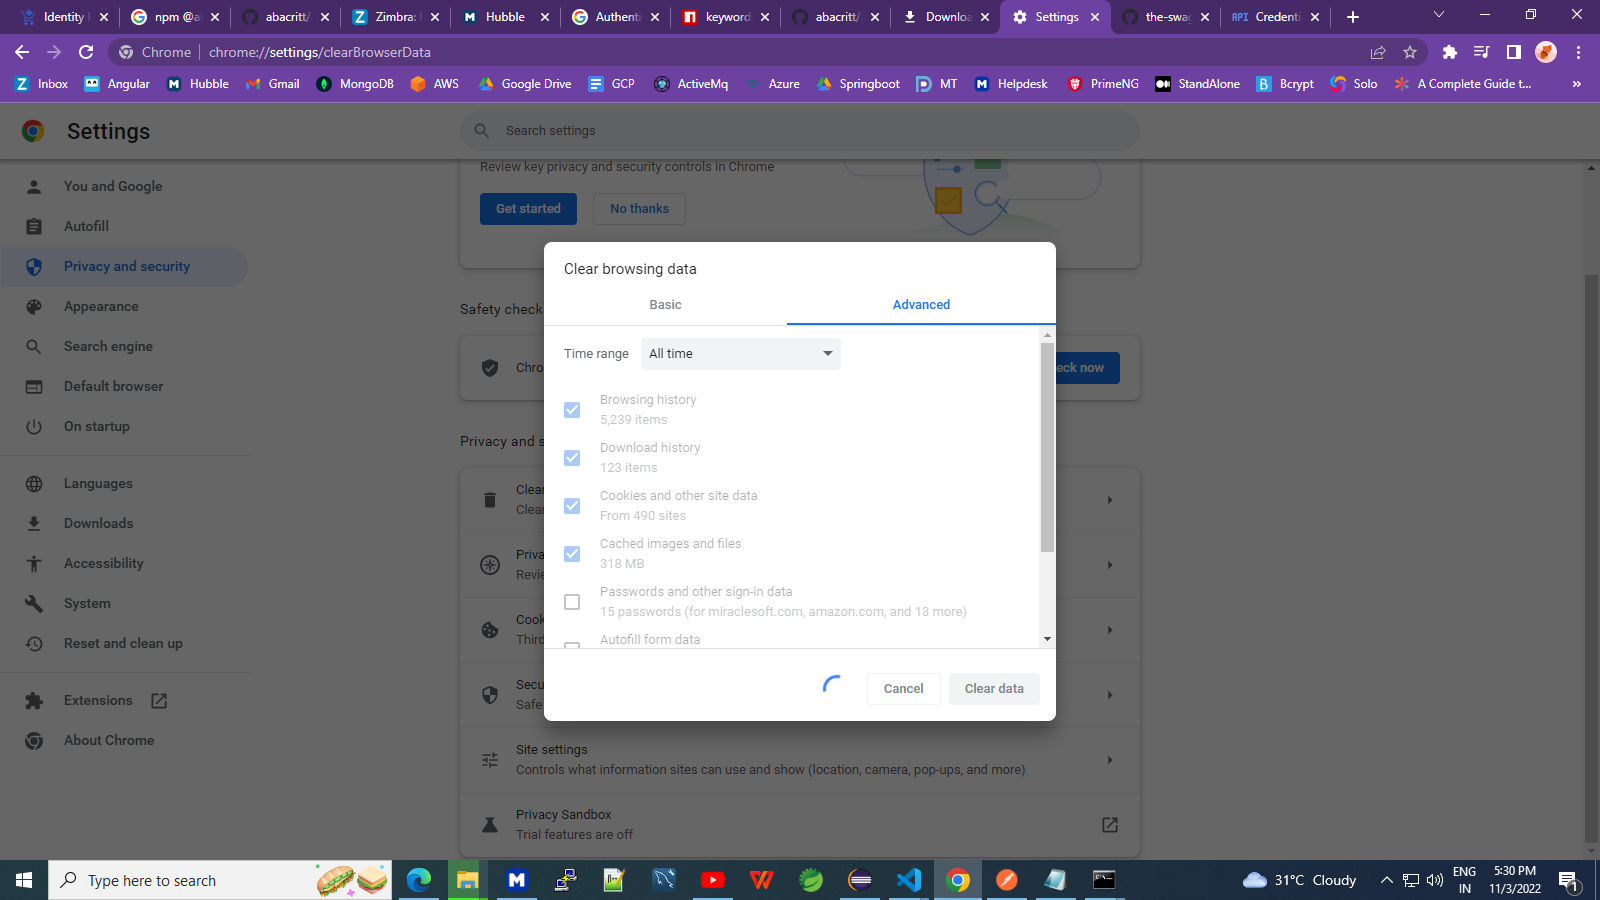 Identity
npm @a
abacritt/
Zimbra:
Hubble
Authenti
keyword
abacritt/
Downloa
Settings
the-swag
API Credenti
Chrome
chrome://settings/clearBrowserData
Inbox
Angular
Hubble
Gmail
MongoDB
AWS
Google Drive
GCP
ActiveMq
Azure
Springboot
MT
Helpdesk
PrimeNG
StandAlone
Bcrypt
Solo
A Complete Guide t...
»
Settings
Search settings
You and Google
Autofill
Privacy and security
Appearance
Search engine
Default browser
On startup
Languages
Downloads
Accessibility
System
Reset and clean up
Extensions
About Chrome
Review key privacy and security controls in Chrome
Get started
No thanks
Safety check
Chro
eck now
Privacy and s
Clear
Clear
Priva
Revie
Cook
Third
Secu
Safe
Site settings
Controls what information sites can use and show (location, camera, pop-ups, and more)
Privacy Sandbox
Trial features are off
Clear browsing data
Basic
Advanced
Time range
All time
Browsing history
5,239 items
Download history
123 items
Cookies and other site data
From 490 sites
Cached images and files
318 MB
Passwords and other sign-in data
15 passwords (for miraclesoft.com, amazon.com, and 13 more)
Autofill form data
Cancel
Clear data
Type here to search
31°C Cloudy
ENG
IN
5:30 PM
11/3/2022
1